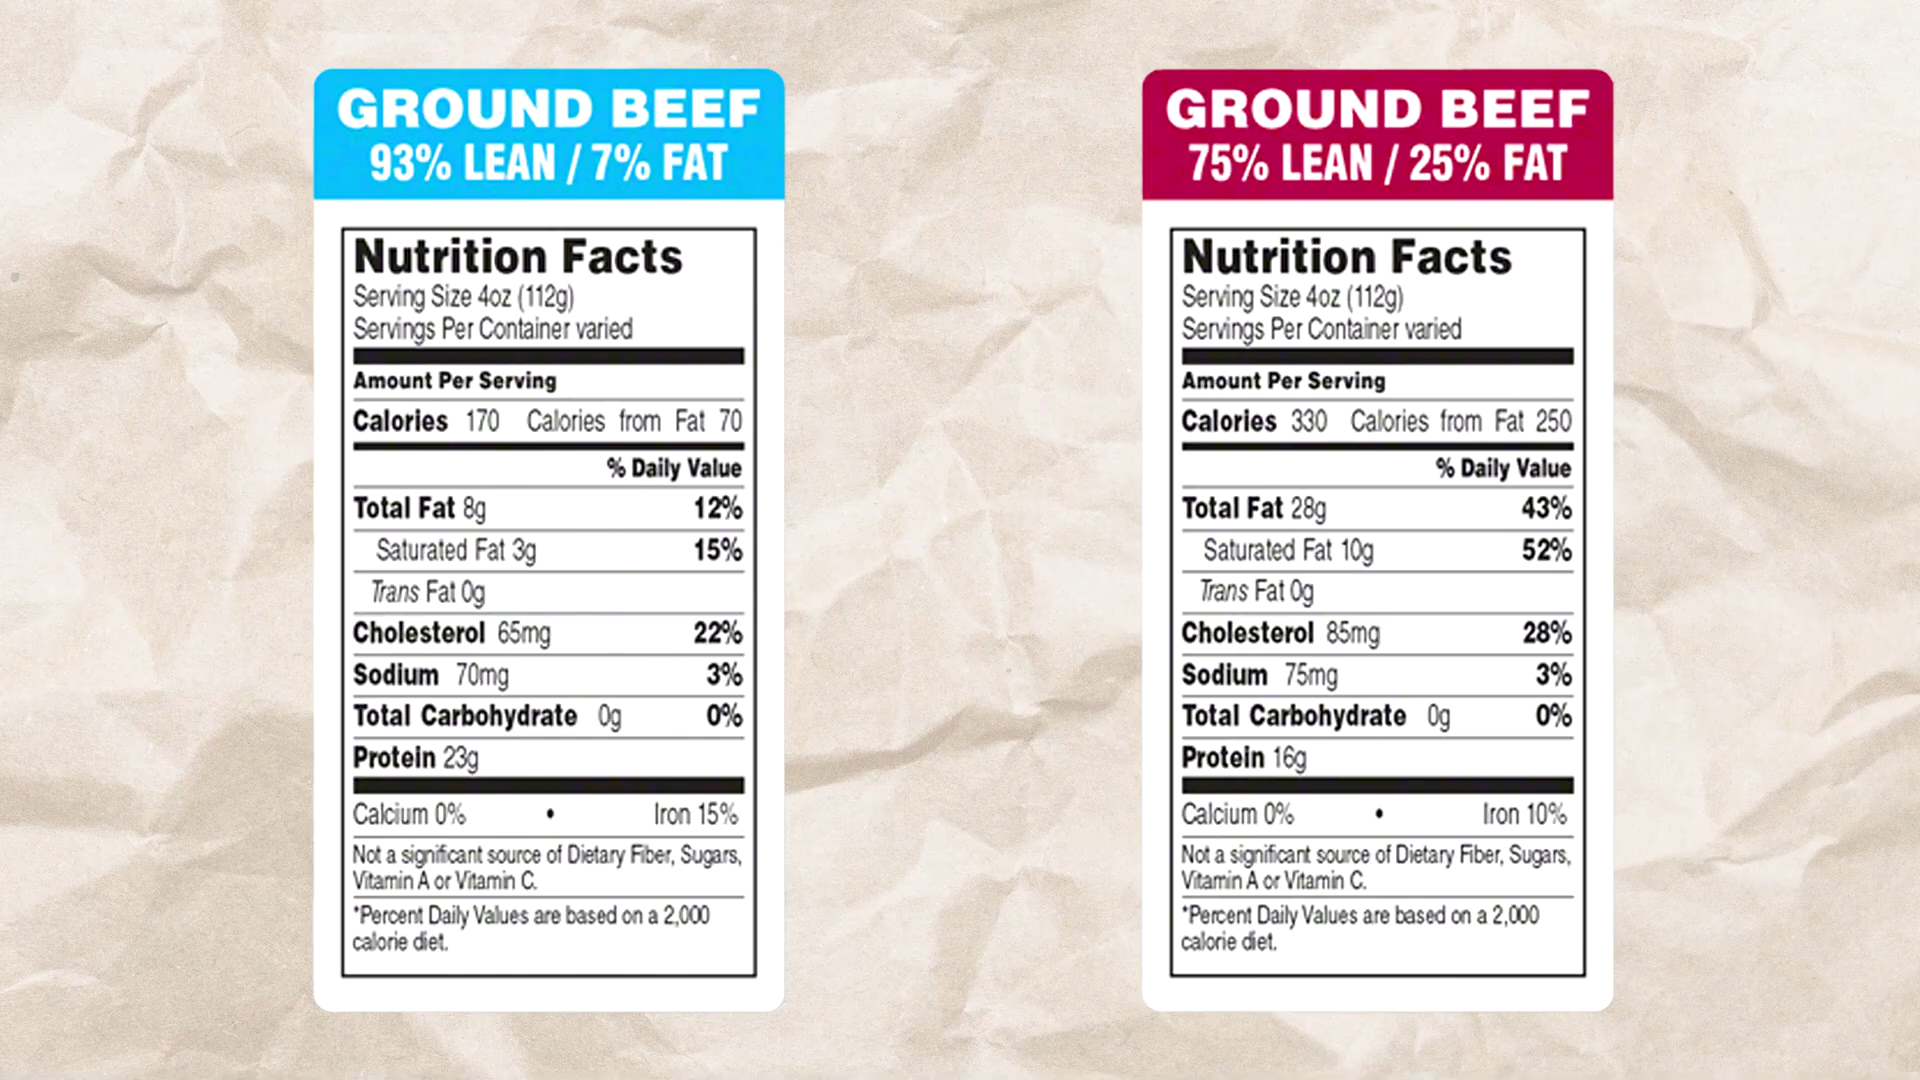 GROUND BEEF
93% LEAN / 7% FAT
Nutrition Facts
Serving Size 4oz (112g)
Servings Per Container varied
Amount Per Serving
Calories 170 Calories from Fat 70
% Daily Value
Total Fat 8g 12%
Saturated Fat 3g 15%
Trans Fat 0g
Cholesterol 65mg 22%
Sodium 70mg 3%
Total Carbohydrate 0g 0%
Protein 23g
Calcium 0% • Iron 15%
Not a significant source of Dietary Fiber, Sugars,
Vitamin A or Vitamin C.
*Percent Daily Values are based on a 2,000
calorie diet.
GROUND BEEF
75% LEAN / 25% FAT
Nutrition Facts
Serving Size 4oz (112g)
Servings Per Container varied
Amount Per Serving
Calories 330 Calories from Fat 250
% Daily Value
Total Fat 28g 43%
Saturated Fat 10g 52%
Trans Fat 0g
Cholesterol 85mg 28%
Sodium 75mg 3%
Total Carbohydrate 0g 0%
Protein 16g
Calcium 0% • Iron 10%
Not a significant source of Dietary Fiber, Sugars,
Vitamin A or Vitamin C.
*Percent Daily Values are based on a 2,000
calorie diet.